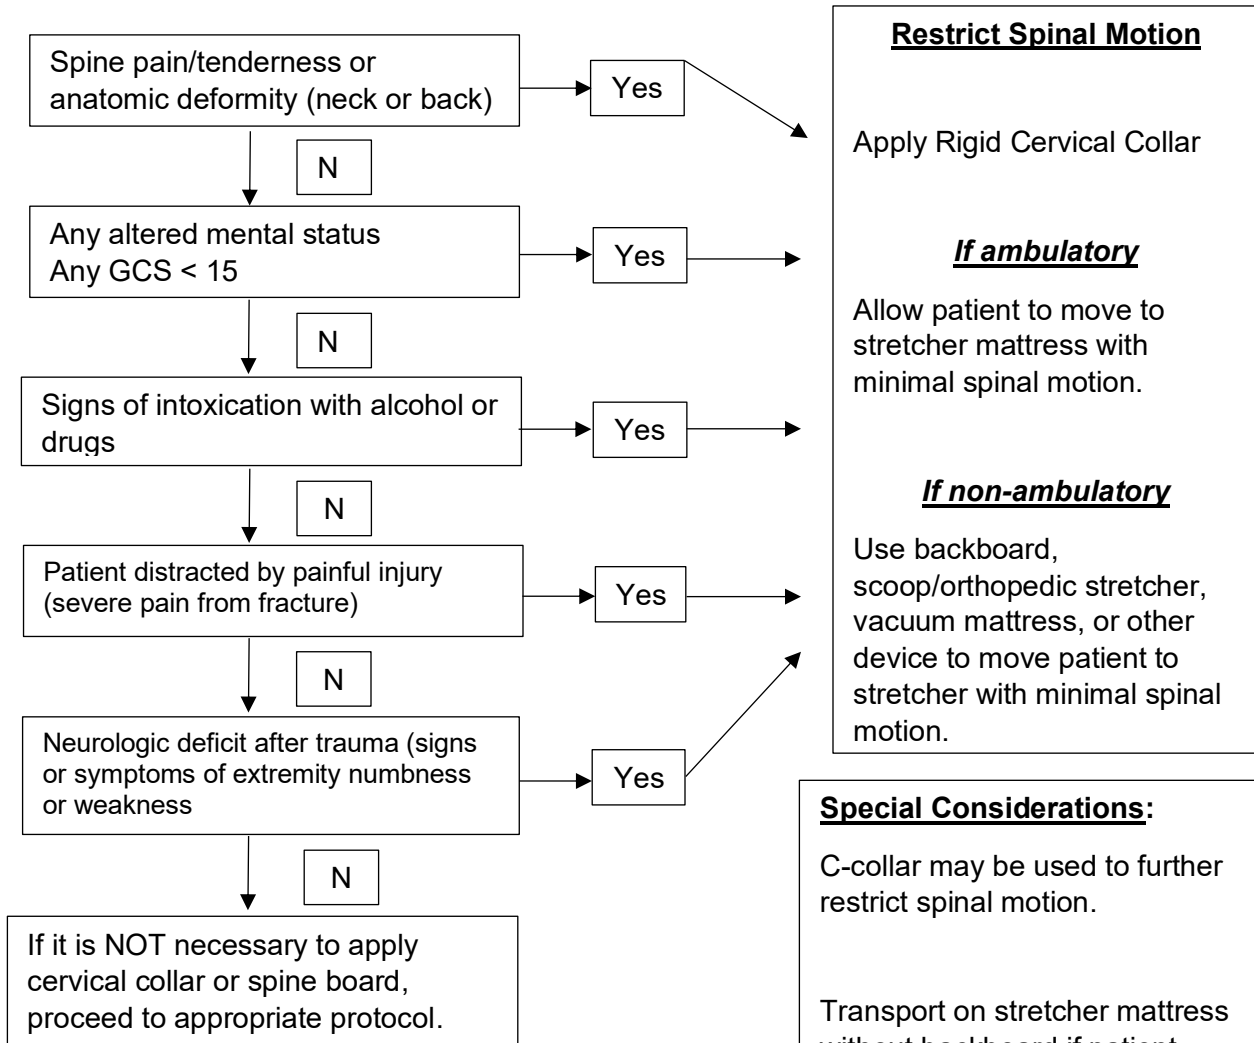 Spine pain/tenderness or
anatomic deformity (neck or back)
Yes
N
Any altered mental status
Any GCS < 15
Yes
N
Signs of intoxication with alcohol or
drugs
Yes
N
Patient distracted by painful injury
(severe pain from fracture)
Yes
N
Neurologic deficit after trauma (signs
or symptoms of extremity numbness
or weakness
Yes
N
If it is NOT necessary to apply
cervical collar or spine board,
proceed to appropriate protocol.
Restrict Spinal Motion
Apply Rigid Cervical Collar
If ambulatory
Allow patient to move to
stretcher mattress with
minimal spinal motion.
If non-ambulatory
Use backboard,
scoop/orthopedic stretcher,
vacuum mattress, or other
device to move patient to
stretcher with minimal spinal
motion.
Special Considerations:
C-collar may be used to further
restrict spinal motion.
Transport on stretcher mattress
without backboard if patient